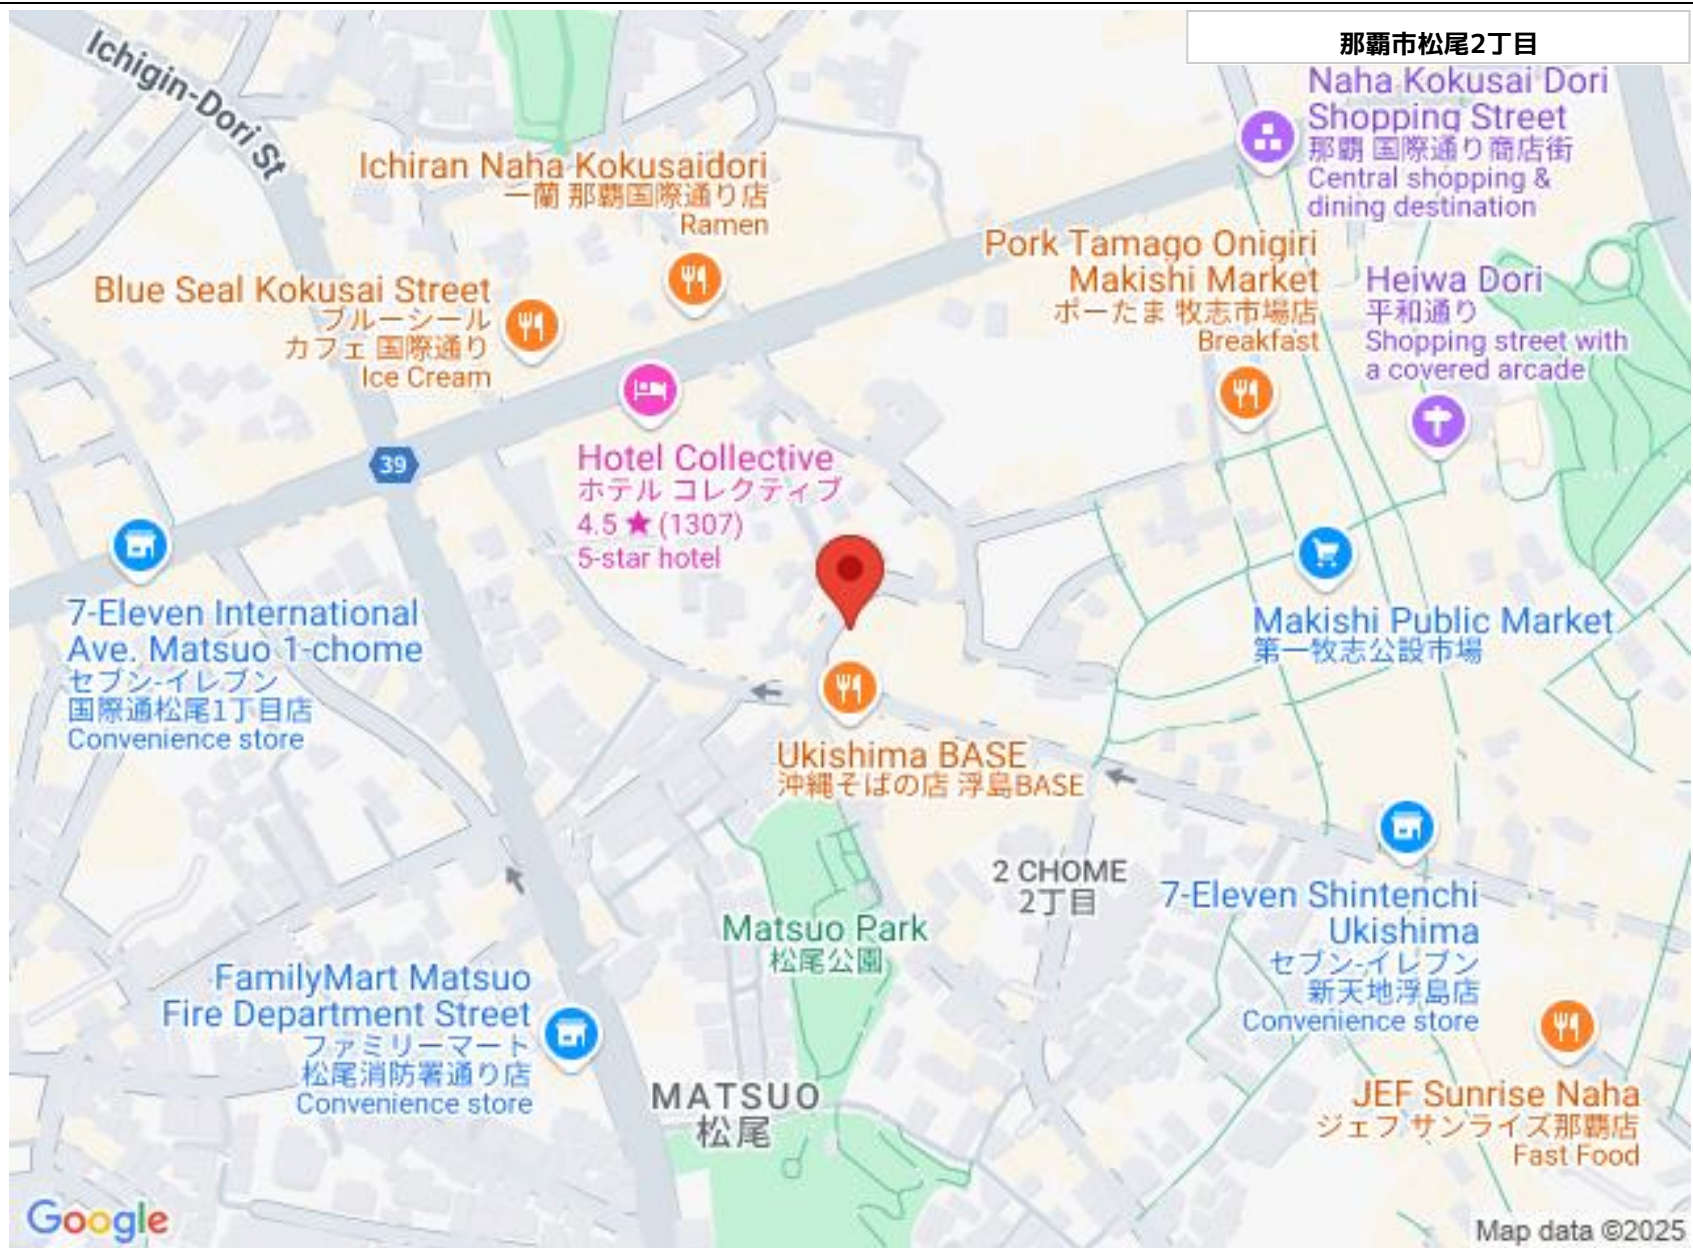 那覇市松尾2丁目
Ichigin-Dori St
Naha Kokusai Dori
Shopping Street
那覇 国際通り商店街
Central shopping &
dining destination
Ichiran Naha Kokusaidori
一蘭 那覇国際通り店
Ramen
Pork Tamago Onigiri
Makishi Market
ポーたま 牧志市場店
Breakfast
Heiwa Dori
平和通り
Shopping street with
a covered arcade
Blue Seal Kokusai Street
ブルーシール
カフェ 国際通り
Ice Cream
39
Hotel Collective
ホテル コレクティブ
4.5 ★ (1307)
5-star hotel
7-Eleven International
Ave. Matsuo 1-chome
セブン-イレブン
国際通松尾1丁目店
Convenience store
Makishi Public Market
第一牧志公設市場
Ukishima BASE
沖縄そばの店 浮島BASE
2 CHOME
2丁目
7-Eleven Shintenchi
Ukishima
セブン-イレブン
新天地浮島店
Convenience store
Matsuo Park
松尾公園
FamilyMart Matsuo
Fire Department Street
ファミリーマート
松尾消防署通り店
Convenience store
MATSUO
松尾
JEF Sunrise Naha
ジェフ サンライズ那覇店
Fast Food
Google
Map data ©2025